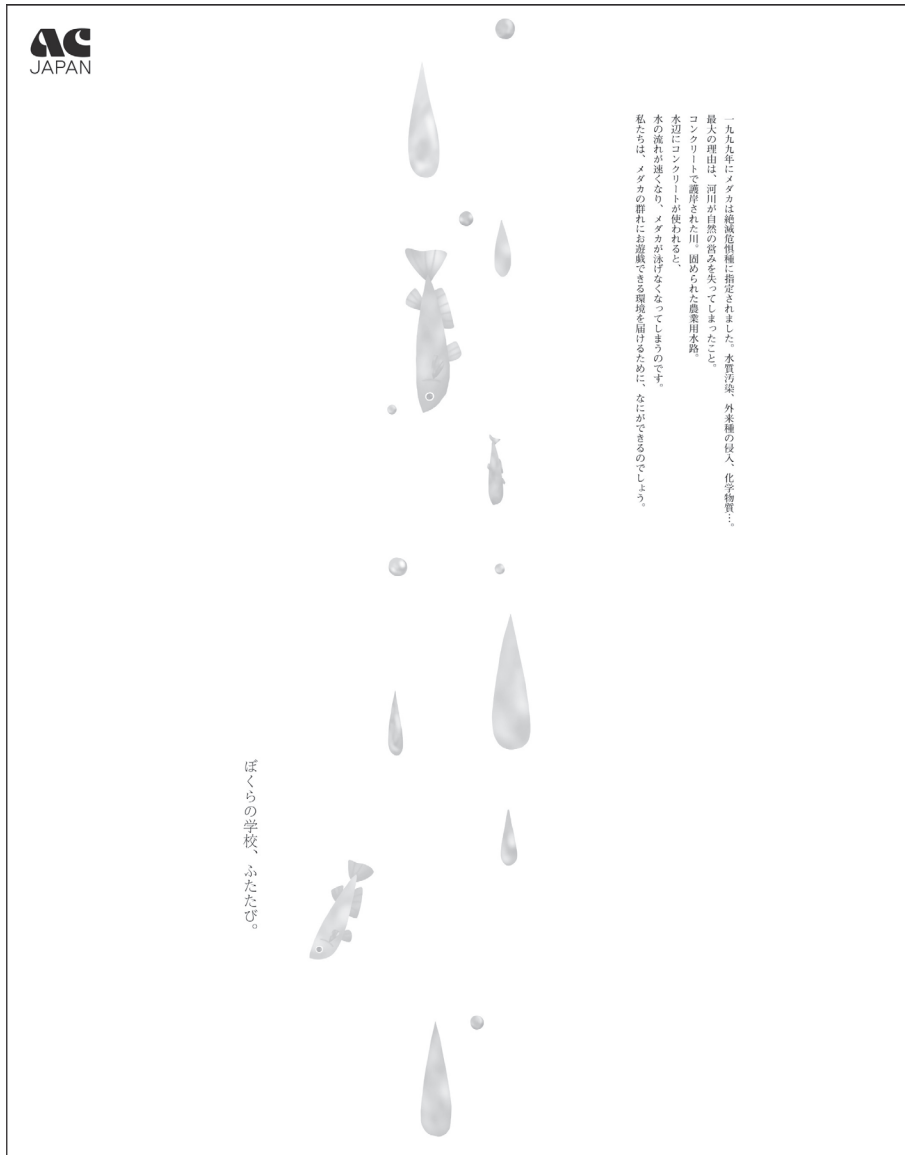 AC
JAPAN
一九九九年にメダカは絶滅危惧種に指定されました。水質汚染、外来種の侵入、化学物質…。
最大の理由は、河川が自然の営みを失ってしまったこと。
コンクリートで護岸された川。固められた農業用水路。
水辺にコンクリートが使われると、
水の流れが速くなり、メダカが泳げなくなってしまうのです。
私たちは、メダカの群れにお遊戯できる環境を届けるために、なにができるのでしょう。
ぼくらの学校、ふたたび。